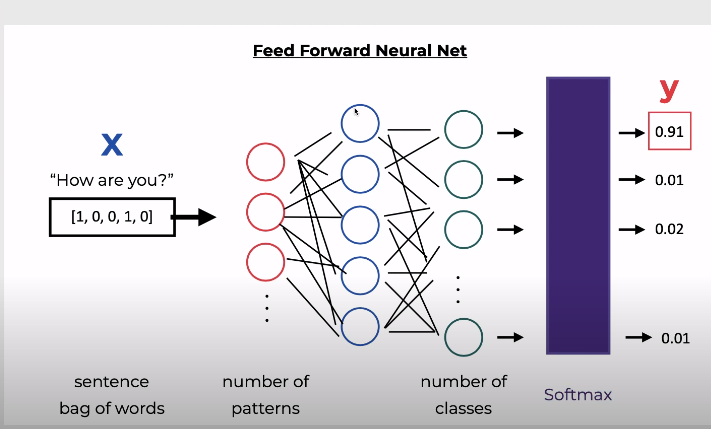 Feed Forward Neural Net
X
y
“How are you?”
[1, 0, 0, 1, 0]
0.91
0.01
0.02
0.01
sentence
bag of words
number of
patterns
number of
classes
Softmax